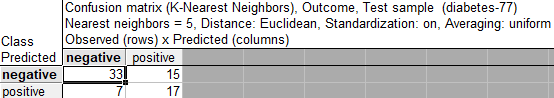 Confusion matrix (K-Nearest Neighbors), Outcome, Test sample (diabetes-77)
Nearest neighbors = 5, Distance: Euclidean, Standardization: on, Averaging: uniform
Class Observed (rows) x Predicted (columns)
Predicted negative positive
negative 33 15
positive 7 17